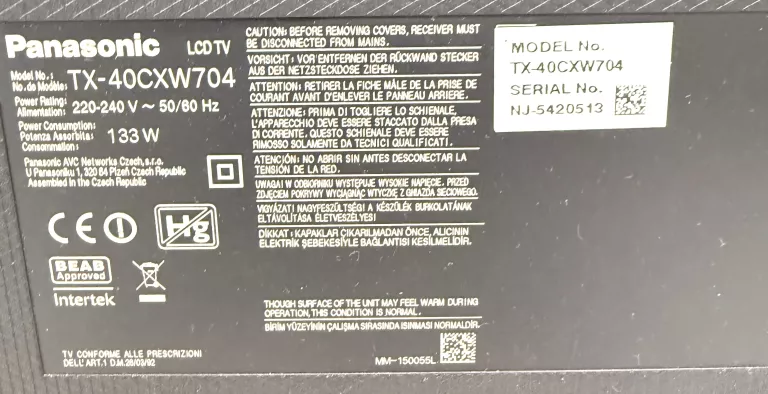 Panasonic LCD TV
Model No.:
No. de Modèle: TX-40CXW704
Power Rating:
Alimentation: 220-240 V ~ 50/60 Hz
Power Consumption:
Potenza Assorbita: 133 W
Consommation:
Panasonic AVC Networks Czech, s.r.o.
U Panasoniku 1, 320 84 Plzeň Czech Republic
Assembled in the Czech Republic
CE
Hg
BEAB
Approved
Intertek
TV CONFORME ALLE PRESCRIZIONI
DELL' ART.1 D.M.28/03/92
CAUTION: BEFORE REMOVING COVERS, RECEIVER MUST
BE DISCONNECTED FROM MAINS.
VORSICHT: VOR ENTFERNEN DER RÜCKWAND STECKER
AUS DER NETZSTECKDOSE ZIEHEN.
ATTENTION: RETIRER LA FICHE MÂLE DE LA PRISE DE
COURANT AVANT D'ENLEVER LE PANNEAU ARRIERE.
ATTENZIONE: PRIMA DI TOGLIERE LO SCHIENALE,
L'APPARECCHIO DEVE ESSERE STACCATO DALLA PRESA
DI CORRENTE. QUESTO SCHIENALE DEVE ESSERE
RIMOSSO SOLAMENTE DA TECNICI QUALIFICATI.
ATENCIÓN: NO ABRIR SIN ANTES DESCONECTAR LA
TENSIÓN DE LA RED.
UWAGA! W ODBIORNIKU WYSTĘPUJE WYSOKIE NAPIĘCIE. PRZED
ZDJĘCIEM POKRYWY WYCIĄGNĄĆ WTYCZKĘ Z GNIAZDA SIECIOWEGO.
VIGYÁZAT! NAGYFESZÜLTSÉG! A KÉSZÜLÉK BURKOLATÁNAK
ELTÁVOLÍTÁSA ÉLETVESZÉLYES!
DİKKAT: KAPAKLAR ÇIKARILMADAN ÖNCE, ALICININ
ELEKTRİK ŞEBEKESİYLE BAĞLANTISI KESİLMELİDİR.
THOUGH SURFACE OF THE UNIT MAY FEEL WARM DURING
OPERATION, THIS CONDITION IS NORMAL.
BİRİM YÜZEYİNİN ÇALIŞMA SIRASINDA ISINMASI NORMALDİR.
MM-150055L
MODEL No.
TX-40CXW704
SERIAL No.
NJ-5420513